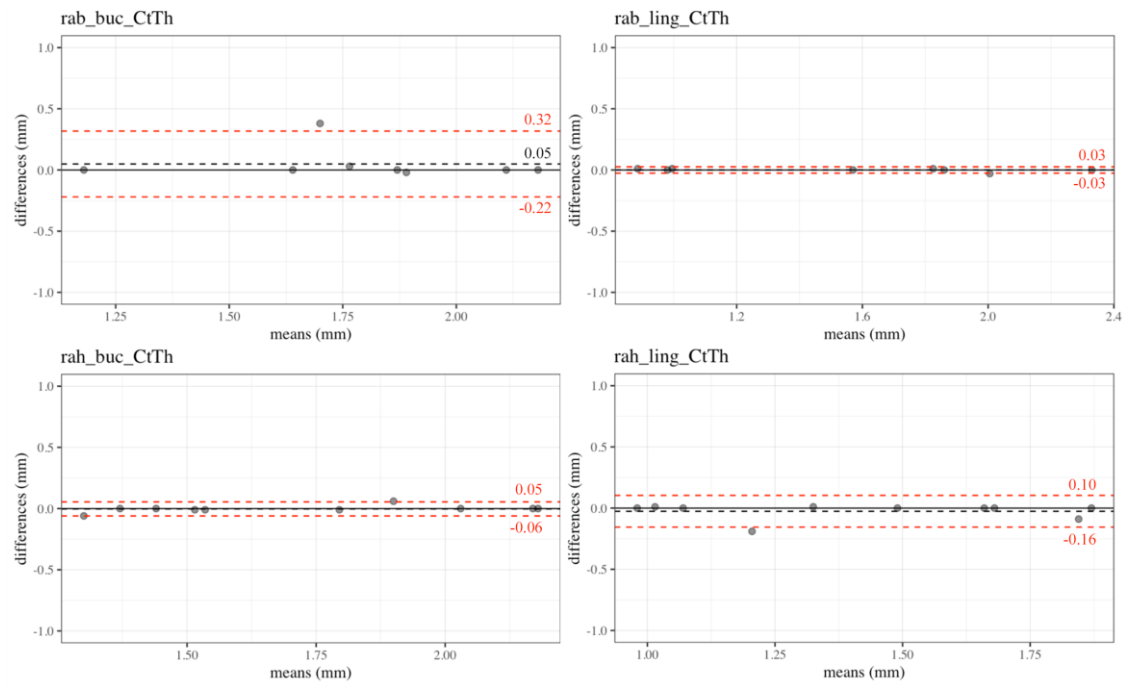 rab_buc_CtTh
1.0
0.5
0.0
-0.5
-1.0
differences (mm)
0.32
0.05
-0.22
1.25 1.50 1.75 2.00
means (mm)
rab_ling_CtTh
1.0
0.5
0.0
-0.5
-1.0
differences (mm)
0.03
-0.03
1.2 1.6 2.0 2.4
means (mm)
rah_buc_CtTh
1.0
0.5
0.0
-0.5
-1.0
differences (mm)
0.05
-0.06
1.50 1.75 2.00
means (mm)
rah_ling_CtTh
1.0
0.5
0.0
-0.5
-1.0
differences (mm)
0.10
-0.16
1.00 1.25 1.50 1.75
means (mm)